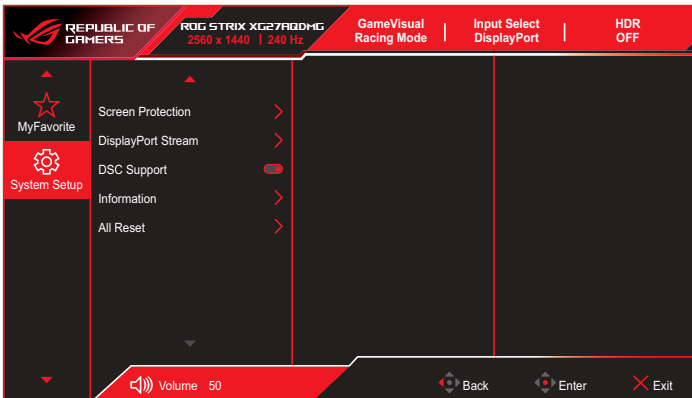 REPUBLIC OF
GAMERS
ROG STRIX XG27AQDMG
2560 x 1440 | 240 Hz
GameVisual
Racing Mode
Input Select
DisplayPort
HDR
OFF
MyFavorite
System Setup
Screen Protection
DisplayPort Stream
DSC Support
Information
All Reset
Volume 50
Back
Enter
Exit